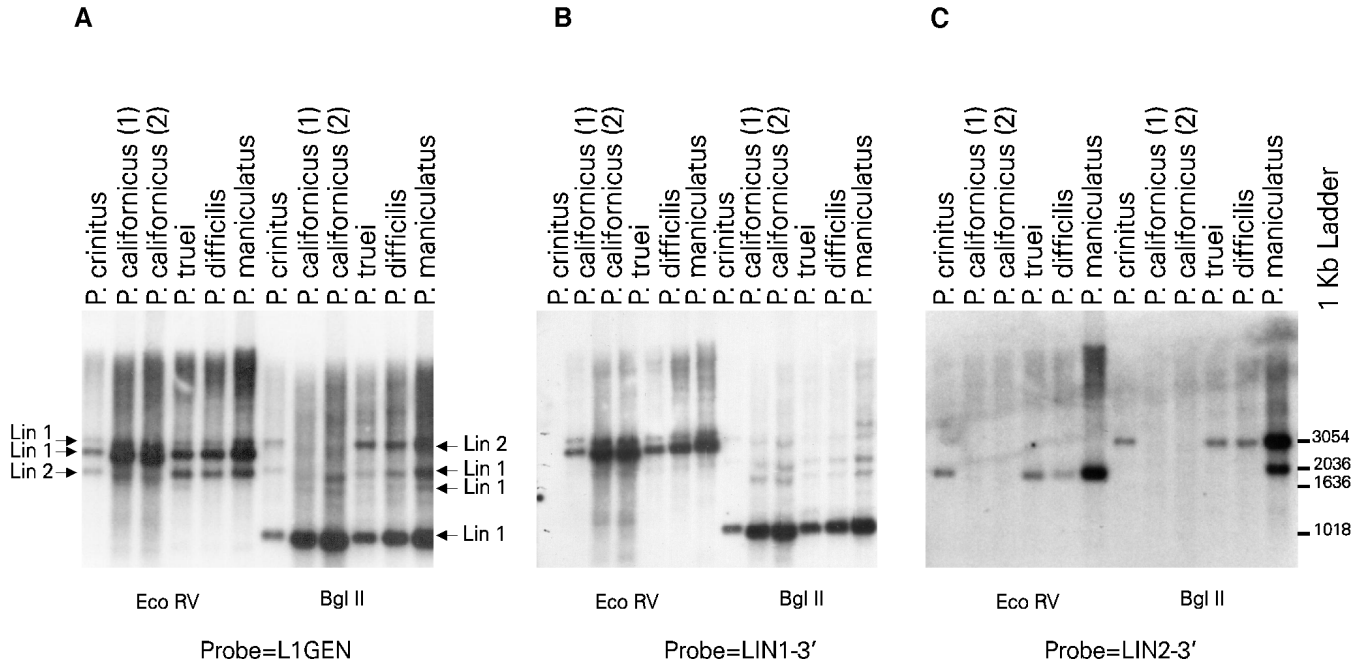 A
B
C
P. crinitus
P. californicus (1)
P. californicus (2)
P. truei
P. difficilis
P. maniculatus
P. crinitus
P. californicus (1)
P. californicus (2)
P. truei
P. difficilis
P. maniculatus
P. crinitus
P. californicus (1)
P. californicus (2)
P. truei
P. difficilis
P. maniculatus
P. crinitus
P. californicus (1)
P. californicus (2)
P. truei
P. difficilis
P. maniculatus
P. crinitus
P. californicus (1)
P. californicus (2)
P. truei
P. difficilis
P. maniculatus
P. crinitus
P. californicus (1)
P. californicus (2)
P. truei
P. difficilis
P. maniculatus
1 Kb Ladder
Lin 1
Lin 1
Lin 2
Lin 2
Lin 1
Lin 1
Lin 1
3054
2036
1636
1018
Eco RV
Bgl II
Eco RV
Bgl II
Eco RV
Bgl II
Probe=L1GEN
Probe=LIN1-3′
Probe=LIN2-3′